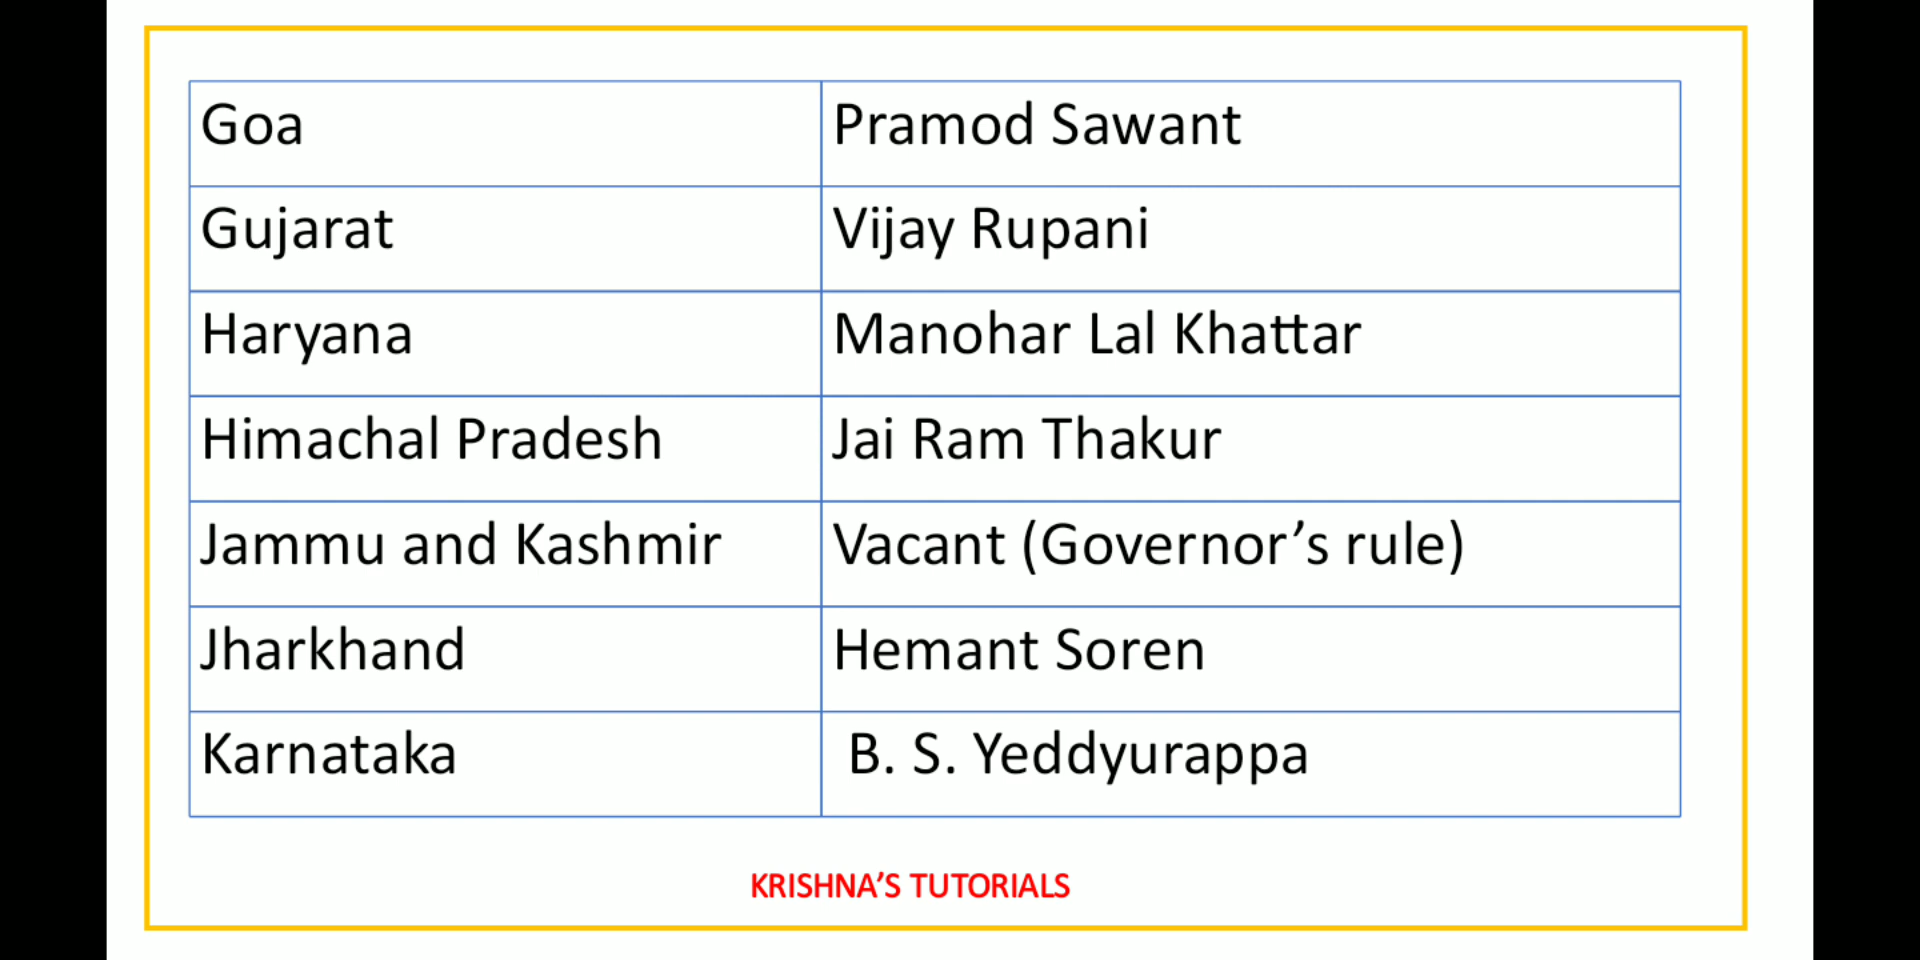 Goa Pramod Sawant
Gujarat Vijay Rupani
Haryana Manohar Lal Khattar
Himachal Pradesh Jai Ram Thakur
Jammu and Kashmir Vacant (Governor’s rule)
Jharkhand Hemant Soren
Karnataka B. S. Yeddyurappa
KRISHNA’S TUTORIALS